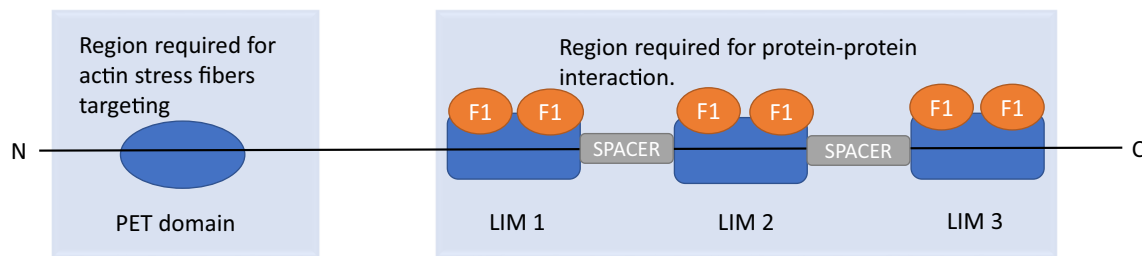 Region required for
actin stress fibers
targeting
Region required for protein-protein
interaction.
F1 F1 F1 F1 F1 F1
N SPACER SPACER C
PET domain LIM 1 LIM 2 LIM 3